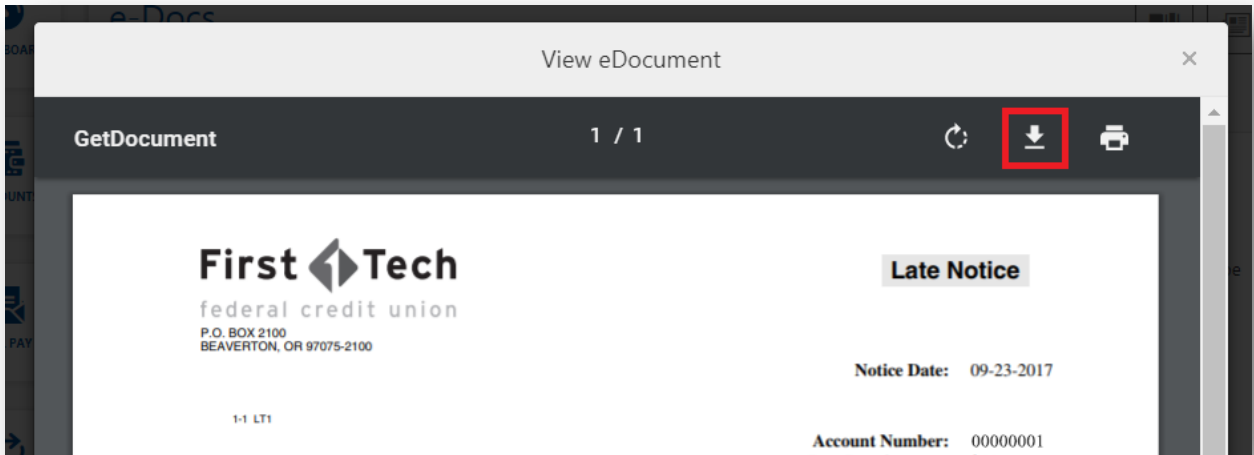 e-Docs
View eDocument
GetDocument
1 / 1
First Tech
federal credit union
P.O. BOX 2100
BEAVERTON, OR 97075-2100
Late Notice
Notice Date: 09-23-2017
1-1 LT1
Account Number: 00000001
PAY